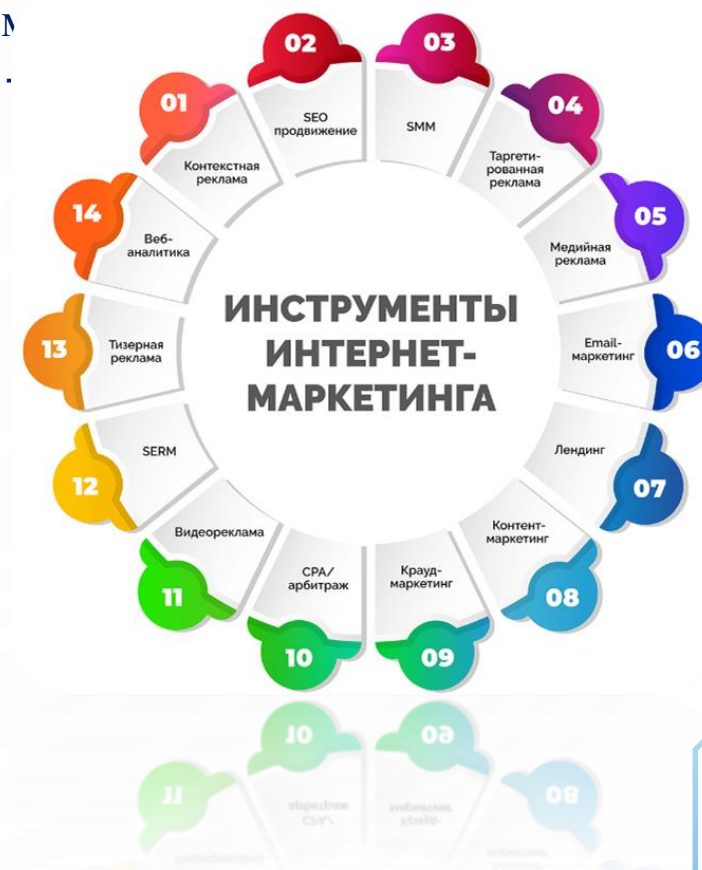 ИНСТРУМЕНТЫ
ИНТЕРНЕТ-
МАРКЕТИНГА
01
Контекстная
реклама
02
SEO
продвижение
03
SMM
04
Таргети-
рованная
реклама
05
Медийная
реклама
06
Email-
маркетинг
07
Лендинг
08
Контент-
маркетинг
09
Крауд-
маркетинг
10
CPA/
арбитраж
11
Видеореклама
12
SERM
13
Тизерная
реклама
14
Веб-
аналитика